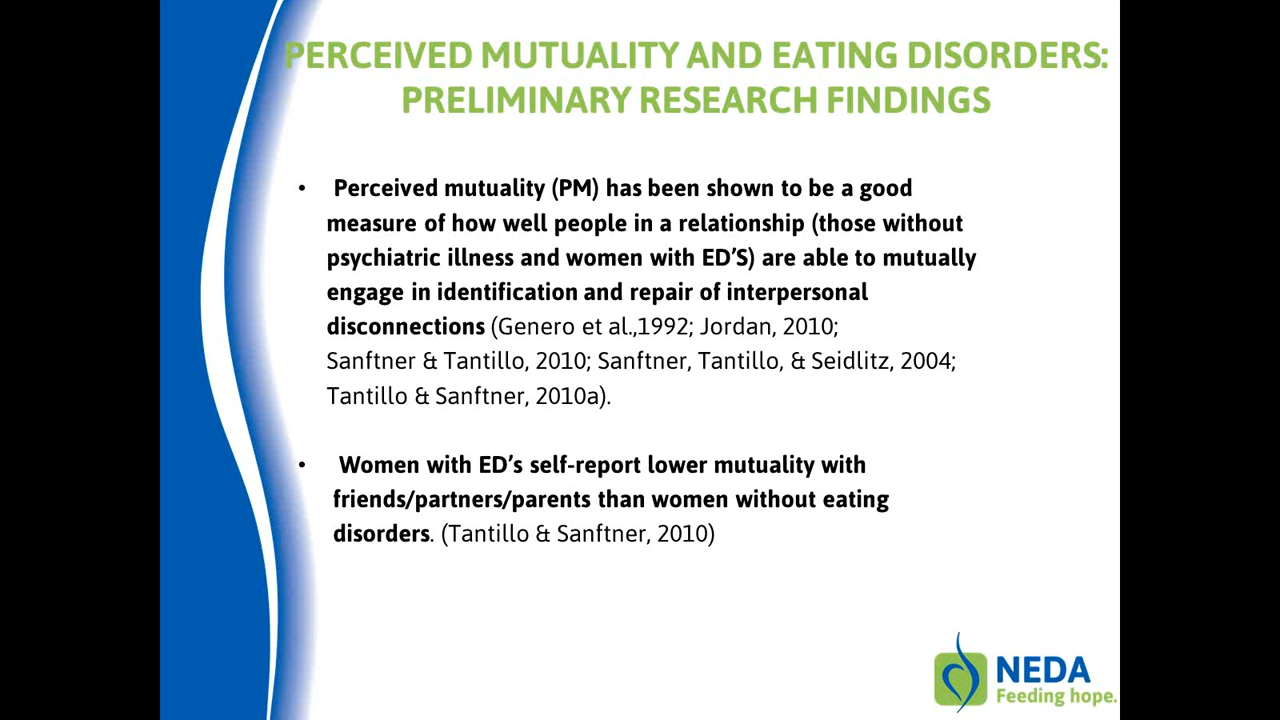 PERCEIVED MUTUALITY AND EATING DISORDERS:
PRELIMINARY RESEARCH FINDINGS
• Perceived mutuality (PM) has been shown to be a good
measure of how well people in a relationship (those without
psychiatric illness and women with ED’S) are able to mutually
engage in identification and repair of interpersonal
disconnections (Genero et al.,1992; Jordan, 2010;
Sanftner & Tantillo, 2010; Sanftner, Tantillo, & Seidlitz, 2004;
Tantillo & Sanftner, 2010a).
• Women with ED’s self-report lower mutuality with
friends/partners/parents than women without eating
disorders. (Tantillo & Sanftner, 2010)
NEDA
Feeding hope.